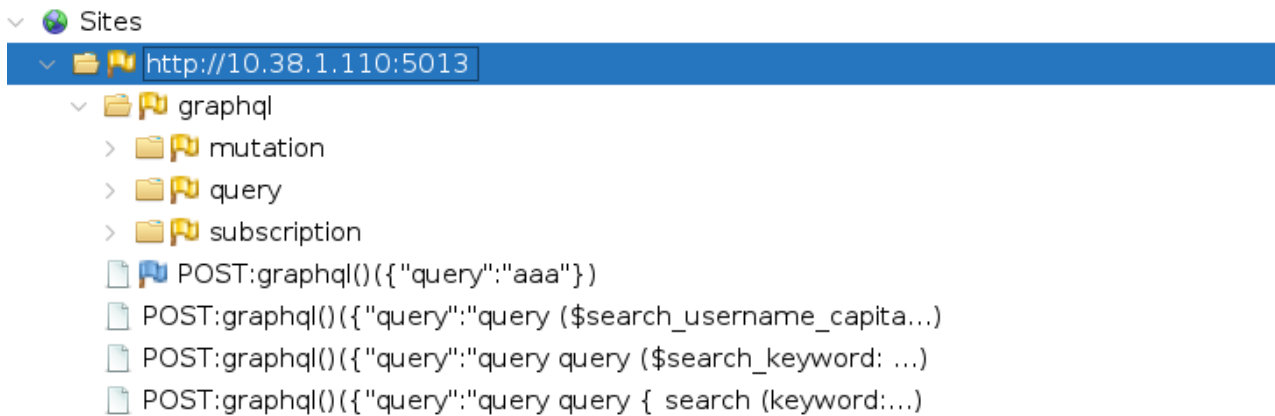 Sites
http://10.38.1.110:5013
graphql
mutation
query
subscription
POST:graphql()({"query":"aaa"})
POST:graphql()({"query":"query ($search_username_capita...)
POST:graphql()({"query":"query query ($search_keyword: ...)
POST:graphql()({"query":"query query { search (keyword:...)